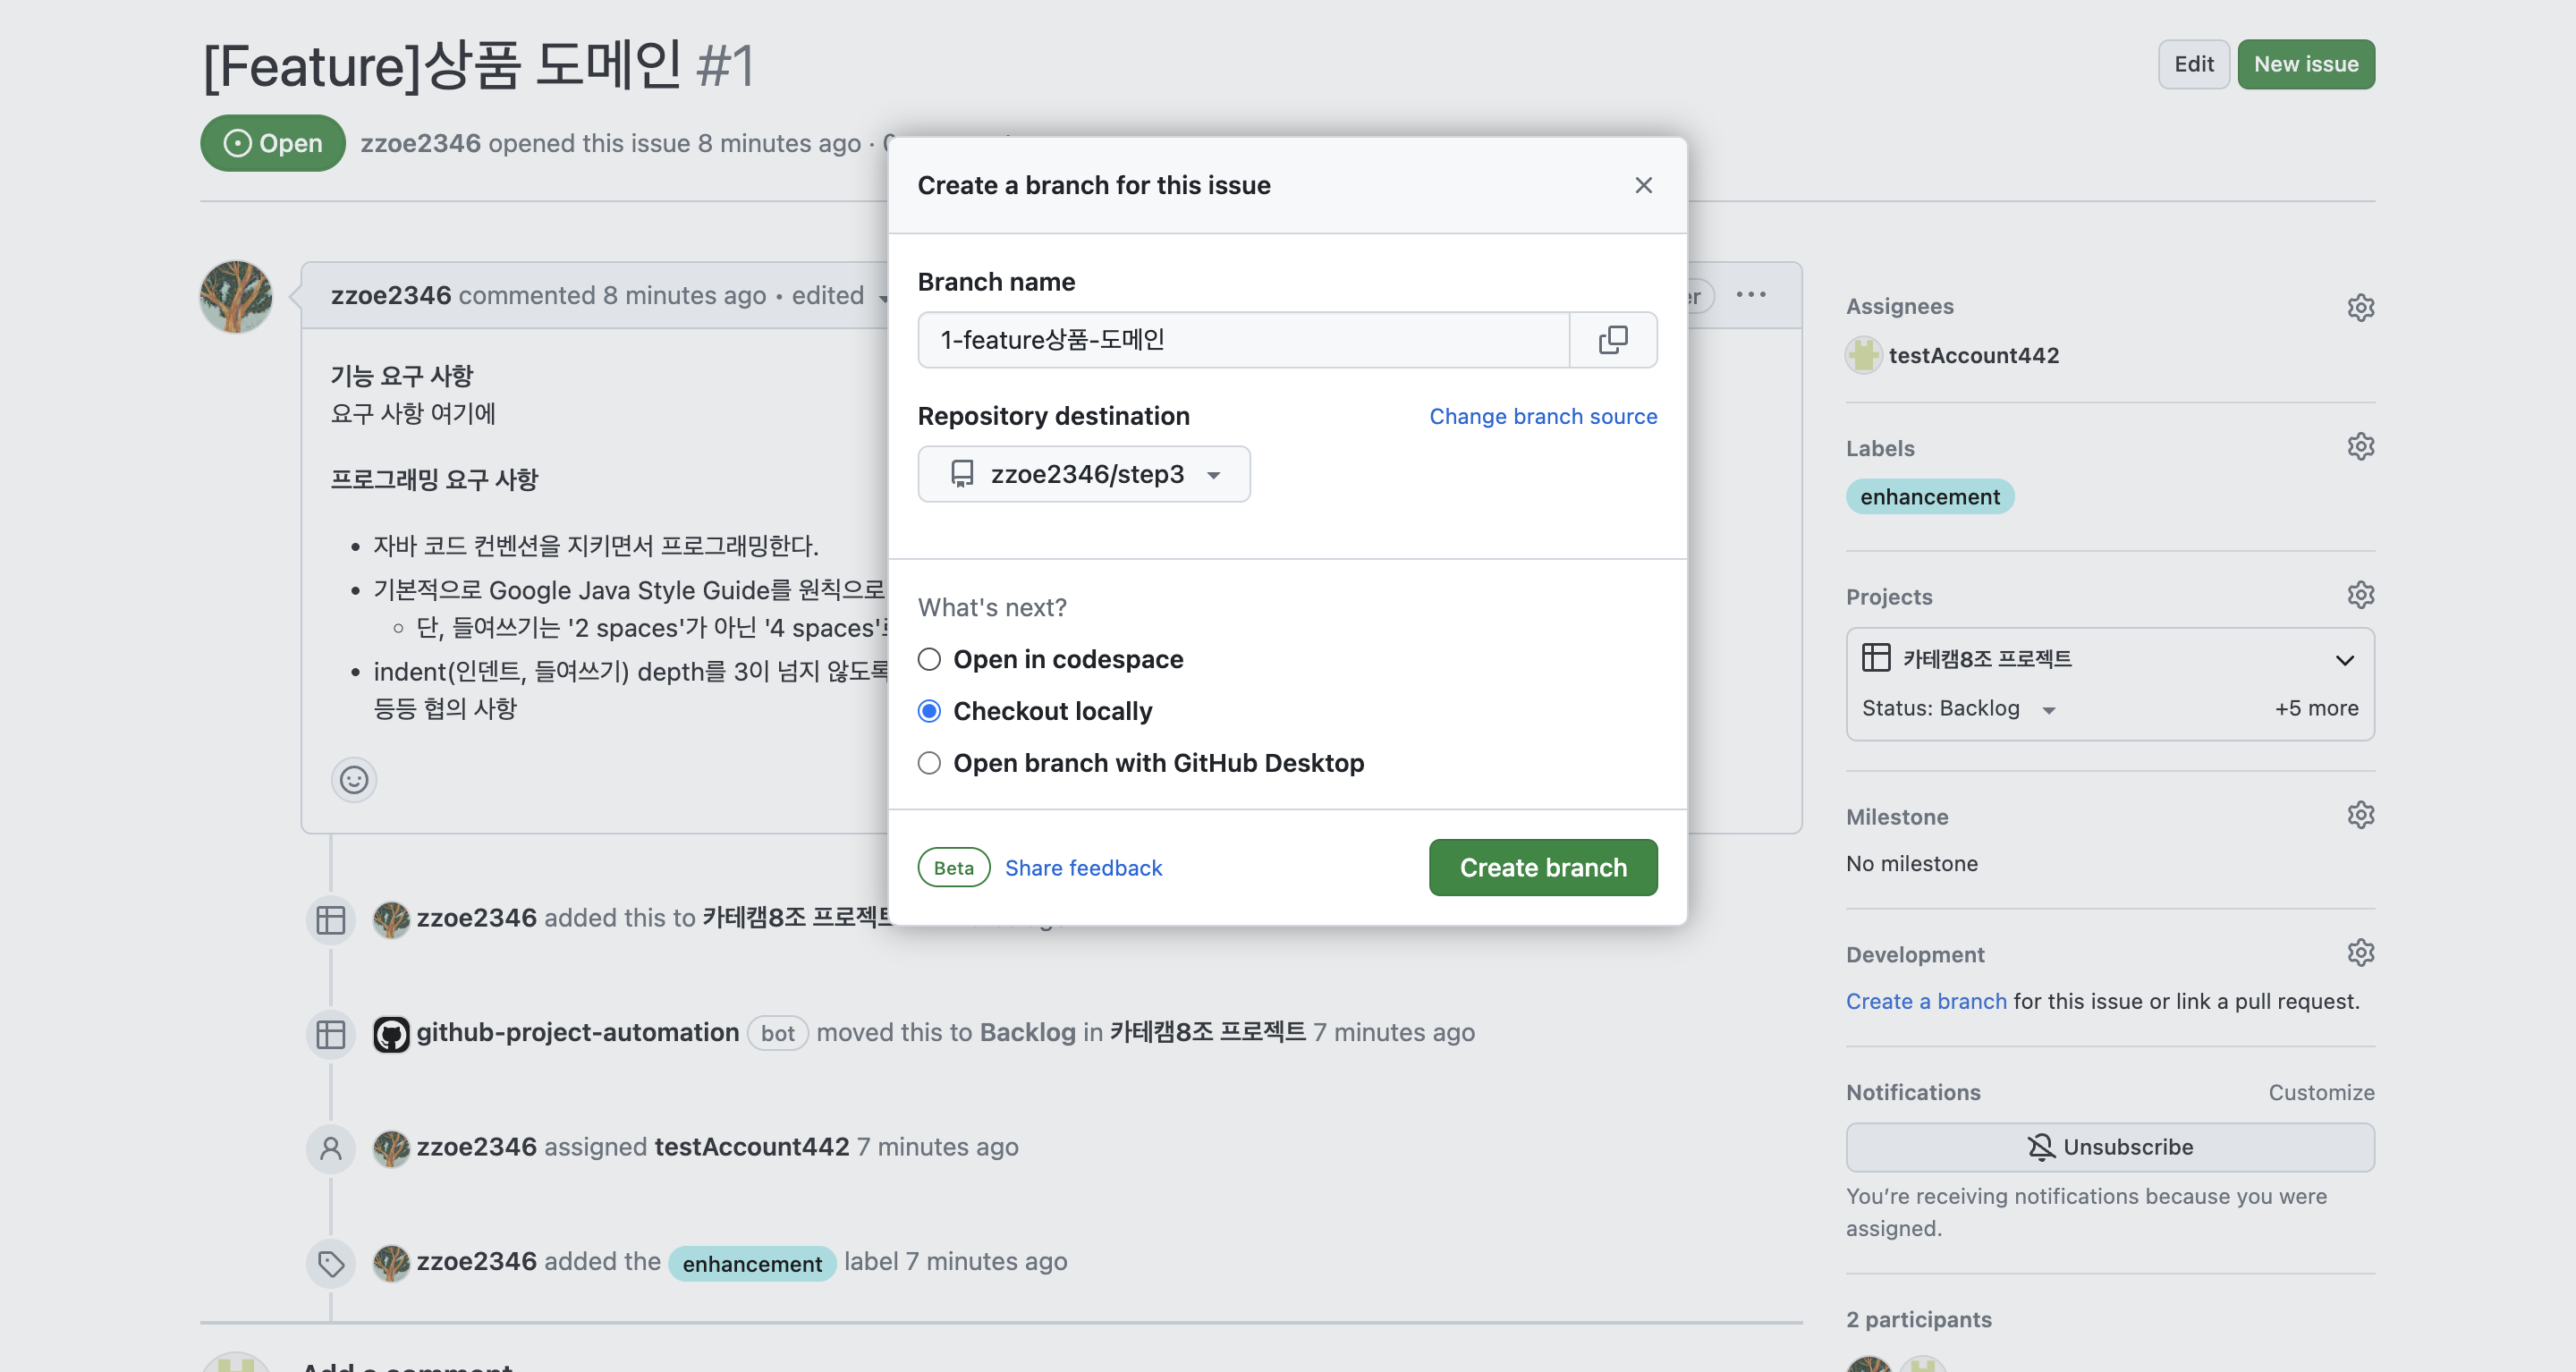 [Feature]상품 도메인 #1
Edit
New issue
Open
zzoe2346 opened this issue 8 minutes ago ·
Create a branch for this issue
Branch name
1-feature상품-도메인
Repository destination
Change branch source
zzoe2346/step3
What's next?
Open in codespace
Checkout locally
Open branch with GitHub Desktop
Beta
Share feedback
Create branch
zzoe2346 commented 8 minutes ago • edited
기능 요구 사항
요구 사항 여기에
프로그래밍 요구 사항
• 자바 코드 컨벤션을 지키면서 프로그래밍한다.
• 기본적으로 Google Java Style Guide를 원칙으로
◦ 단, 들여쓰기는 '2 spaces'가 아닌 '4 spaces'
• indent(인덴트, 들여쓰기) depth를 3이 넘지 않도록
등등 협의 사항
zzoe2346 added this to 카테캠8조 프로젝트
github-project-automation bot moved this to Backlog in 카테캠8조 프로젝트 7 minutes ago
zzoe2346 assigned testAccount442 7 minutes ago
zzoe2346 added the enhancement label 7 minutes ago
Add a comment
Assignees
testAccount442
Labels
enhancement
Projects
카테캠8조 프로젝트
Status: Backlog
+5 more
Milestone
No milestone
Development
Create a branch for this issue or link a pull request.
Notifications
Customize
Unsubscribe
You're receiving notifications because you were
assigned.
2 participants